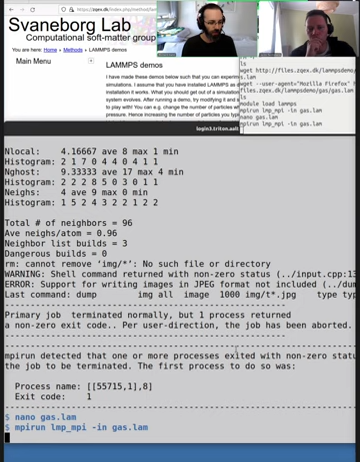 https://zqex.dk/index.php/method/lam
Svaneborg Lab
Computational soft-matter group
You are here: Home » Methods » LAMMPS demos
Main Menu
LAMMPS demos
I have made these demos below such that you can experim
simulations. I assume that you have installed LAMMPS as d
installation it works. What you should get out of a simulation
system evolves. After running a demo, try modifying it and s
to play with? You can e.g. change the number of particles w
pressure. Hence increasing the number of particles you typ
ls
wget http://files.zqex.dk/lammpsdemo
.lam
wget --user-agent="Mozilla Firefox" h
files.zqex.dk/lammpsdemos/gas/gas.lam
ls
module load lammps
nano gas.lam
mpirun lmp_mpi -in gas.lam
login3.triton.aalt
Nlocal: 4.16667 ave 8 max 1 min
Histogram: 2 1 7 0 4 4 0 4 1 1
Nghost: 9.33333 ave 17 max 4 min
Histogram: 2 2 2 8 5 0 3 0 1 1
Neighs: 4 ave 9 max 0 min
Histogram: 1 5 2 4 3 2 2 1 2 2
Total # of neighbors = 96
Ave neighs/atom = 0.96
Neighbor list builds = 3
Dangerous builds = 0
rm: cannot remove 'img/*': No such file or directory
WARNING: Shell command returned with non-zero status (../input.cpp:13
ERROR: Support for writing images in JPEG format not included (../dum
Last command: dump img all image 1000 img/t*.jpg type typ
Primary job terminated normally, but 1 process returned
a non-zero exit code.. Per user-direction, the job has been aborted.
mpirun detected that one or more processes exited with non-zero statu
the job to be terminated. The first process to do so was:
Process name: [[55715,1],8]
Exit code: 1
$ nano gas.lam
$ mpirun lmp_mpi -in gas.lam